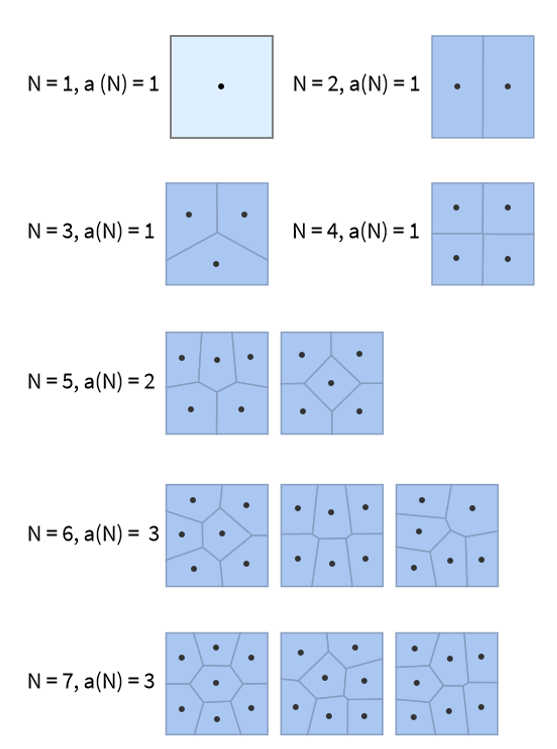 N = 1, a (N) = 1
N = 2, a(N) = 1
N = 3, a(N) = 1
N = 4, a(N) = 1
N = 5, a(N) = 2
N = 6, a(N) = 3
N = 7, a(N) = 3